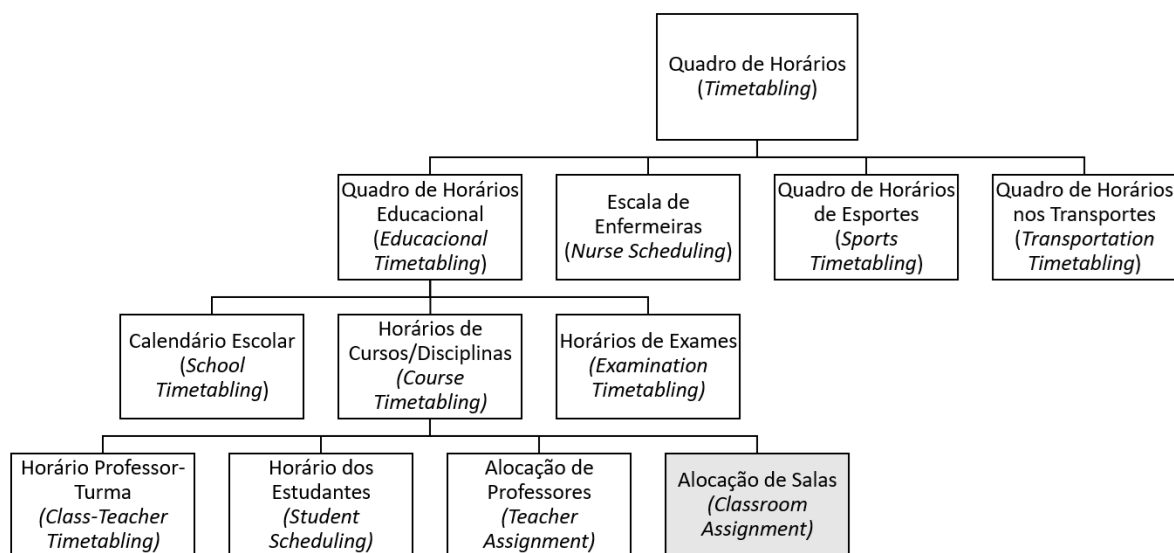 Quadro de Horários
(Timetabling)
Quadro de Horários
Educacional
(Educacional
Timetabling)
Escala de
Enfermeiras
(Nurse Scheduling)
Quadro de Horários
de Esportes
(Sports
Timetabling)
Quadro de Horários
nos Transportes
(Transportation
Timetabling)
Calendário Escolar
(School
Timetabling)
Horários de
Cursos/Disciplinas
(Course
Timetabling)
Horários de Exames
(Examination
Timetabling)
Horário Professor-
Turma
(Class-Teacher
Timetabling)
Horário dos
Estudantes
(Student
Scheduling)
Alocação de
Professores
(Teacher
Assignment)
Alocação de Salas
(Classroom
Assignment)